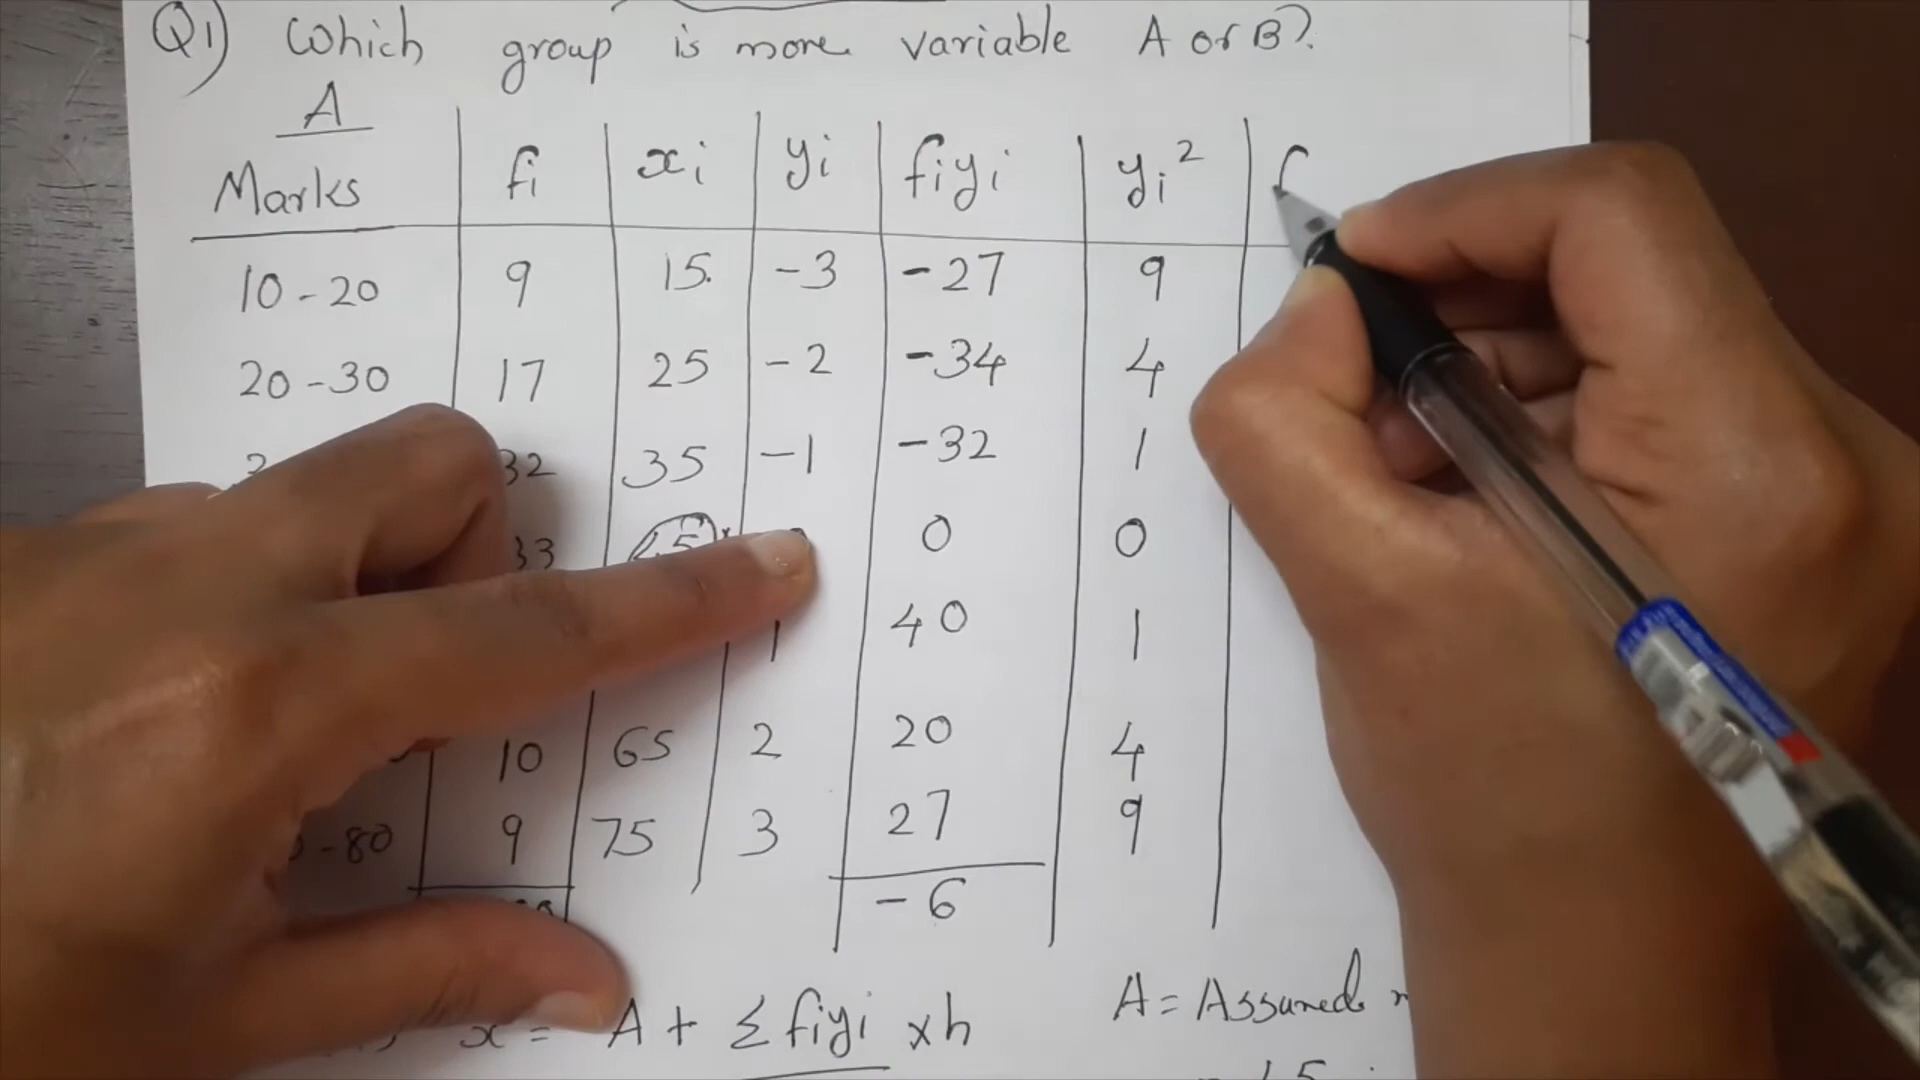 Q1) Which group is more variable A or B?
A
Marks fi xi yi fiyi yi²
10-20 9 15. -3 -27 9
20-30 17 25 -2 -34 4
32 35 -1 -32 1
33 0 0
1 40 1
10 65 2 20 4
-80 9 75 3 27 9
-6
x = A + Σfiyi xh
A = Assumed